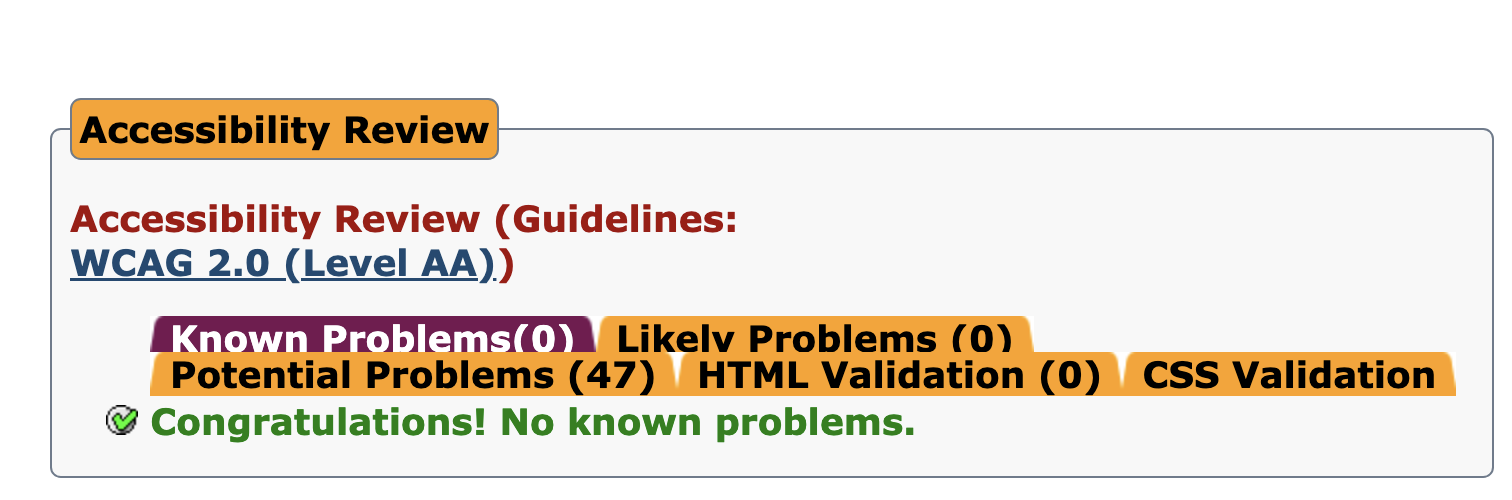 Accessibility Review
Accessibility Review (Guidelines:
WCAG 2.0 (Level AA))
Known Problems(0) Likely Problems (0)
Potential Problems (47) HTML Validation (0) CSS Validation
Congratulations! No known problems.